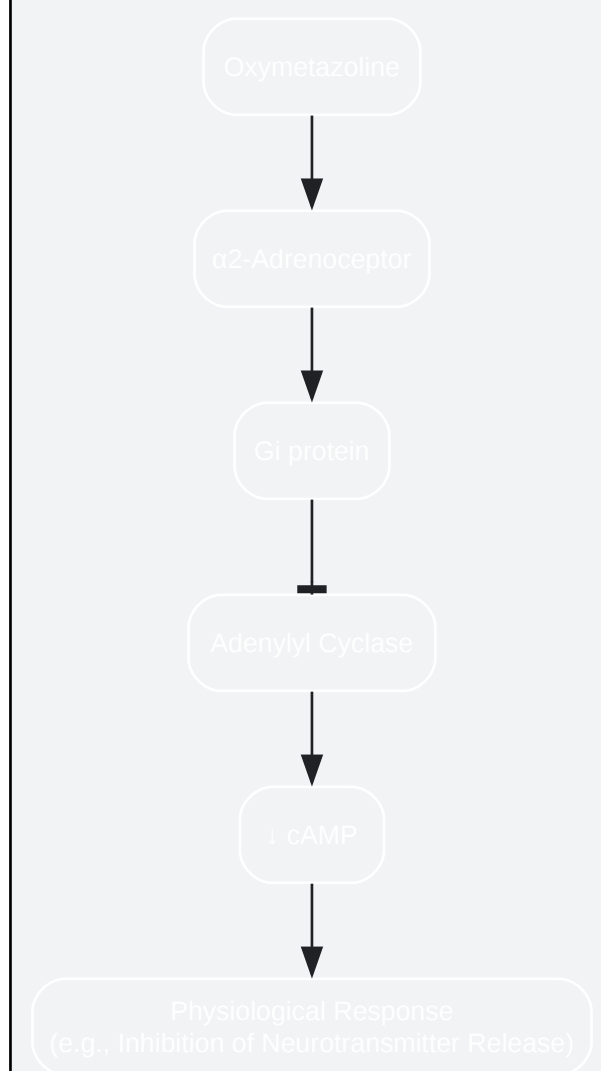 Oxymetazoline
α2-Adrenoceptor
Gi protein
Adenylyl Cyclase
↓ cAMP
Physiological Response
(e.g., Inhibition of Neurotransmitter Release)